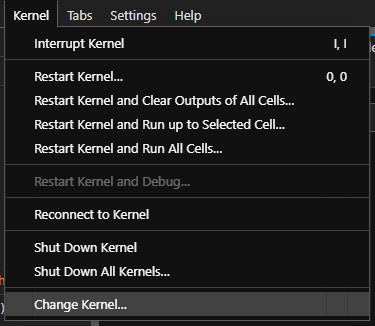 Kernel Tabs Settings Help
Interrupt Kernel I, I
Restart Kernel... 0, 0
Restart Kernel and Clear Outputs of All Cells...
Restart Kernel and Run up to Selected Cell...
Restart Kernel and Run All Cells...
Restart Kernel and Debug...
Reconnect to Kernel
Shut Down Kernel
Shut Down All Kernels...
Change Kernel...